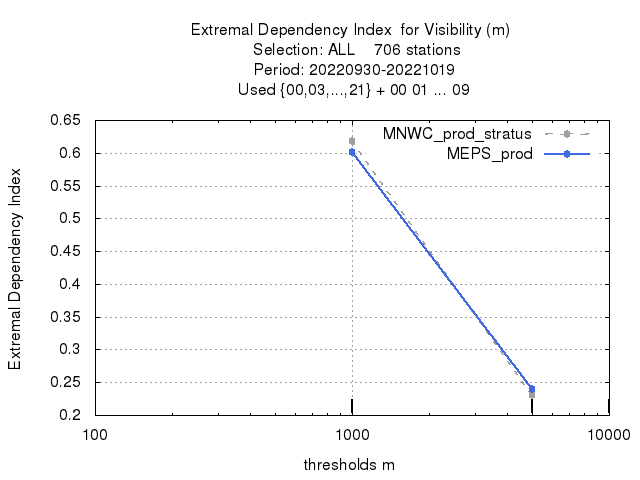 Extremal Dependency Index  for Visibility (m)
Selection: ALL    706 stations
Period: 20220930-20221019
Used {00,03,...,21} + 00 01 ... 09
MNWC_prod_stratus
MEPS_prod
Extremal Dependency Index
0.65
0.6
0.55
0.5
0.45
0.4
0.35
0.3
0.25
0.2
100
1000
10000
thresholds m